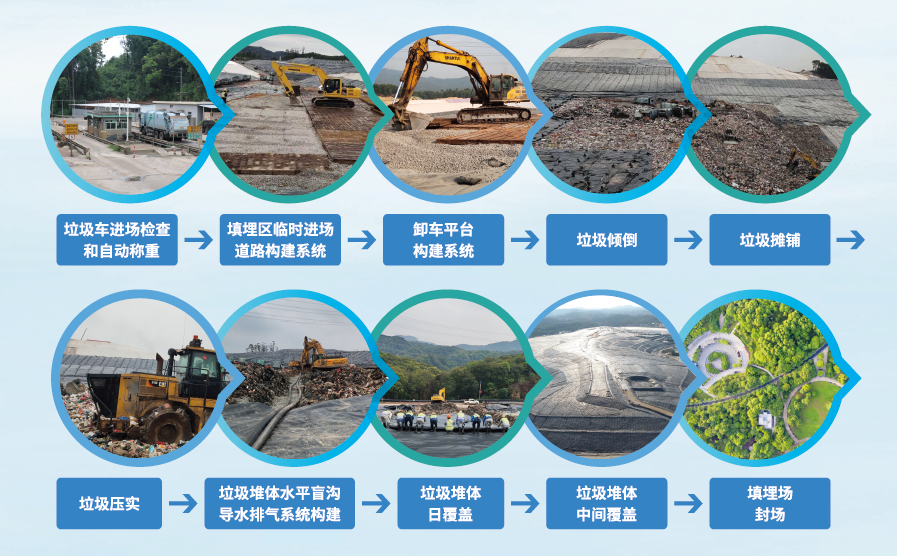 垃圾车进场检查
和自动称重
填埋区临时进场
道路构建系统
卸车平台
构建系统
垃圾倾倒
垃圾摊铺
垃圾压实
垃圾堆体水平盲沟
导水排气系统构建
垃圾堆体
日覆盖
垃圾堆体
中间覆盖
填埋场
封场